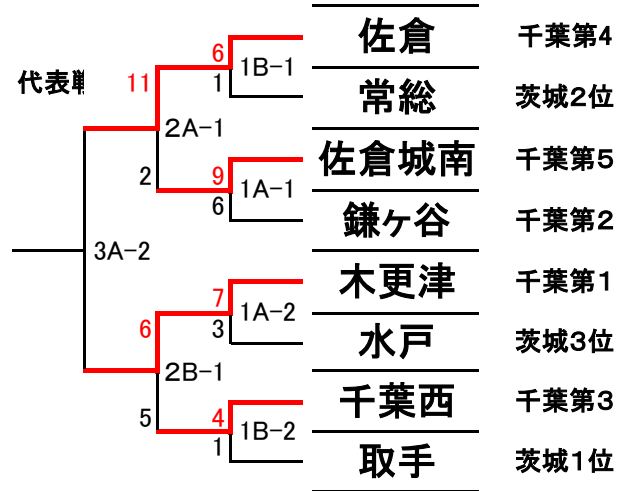 佐倉 千葉第4
6
1B-1
代表戦 11
1
常総 茨城2位
2A-1
佐倉城南 千葉第5
2
9
1A-1
6
鎌ヶ谷 千葉第2
3A-2
木更津 千葉第1
7
1A-2
6
3
水戸 茨城3位
2B-1
千葉西 千葉第3
5
4
1B-2
1
取手 茨城1位